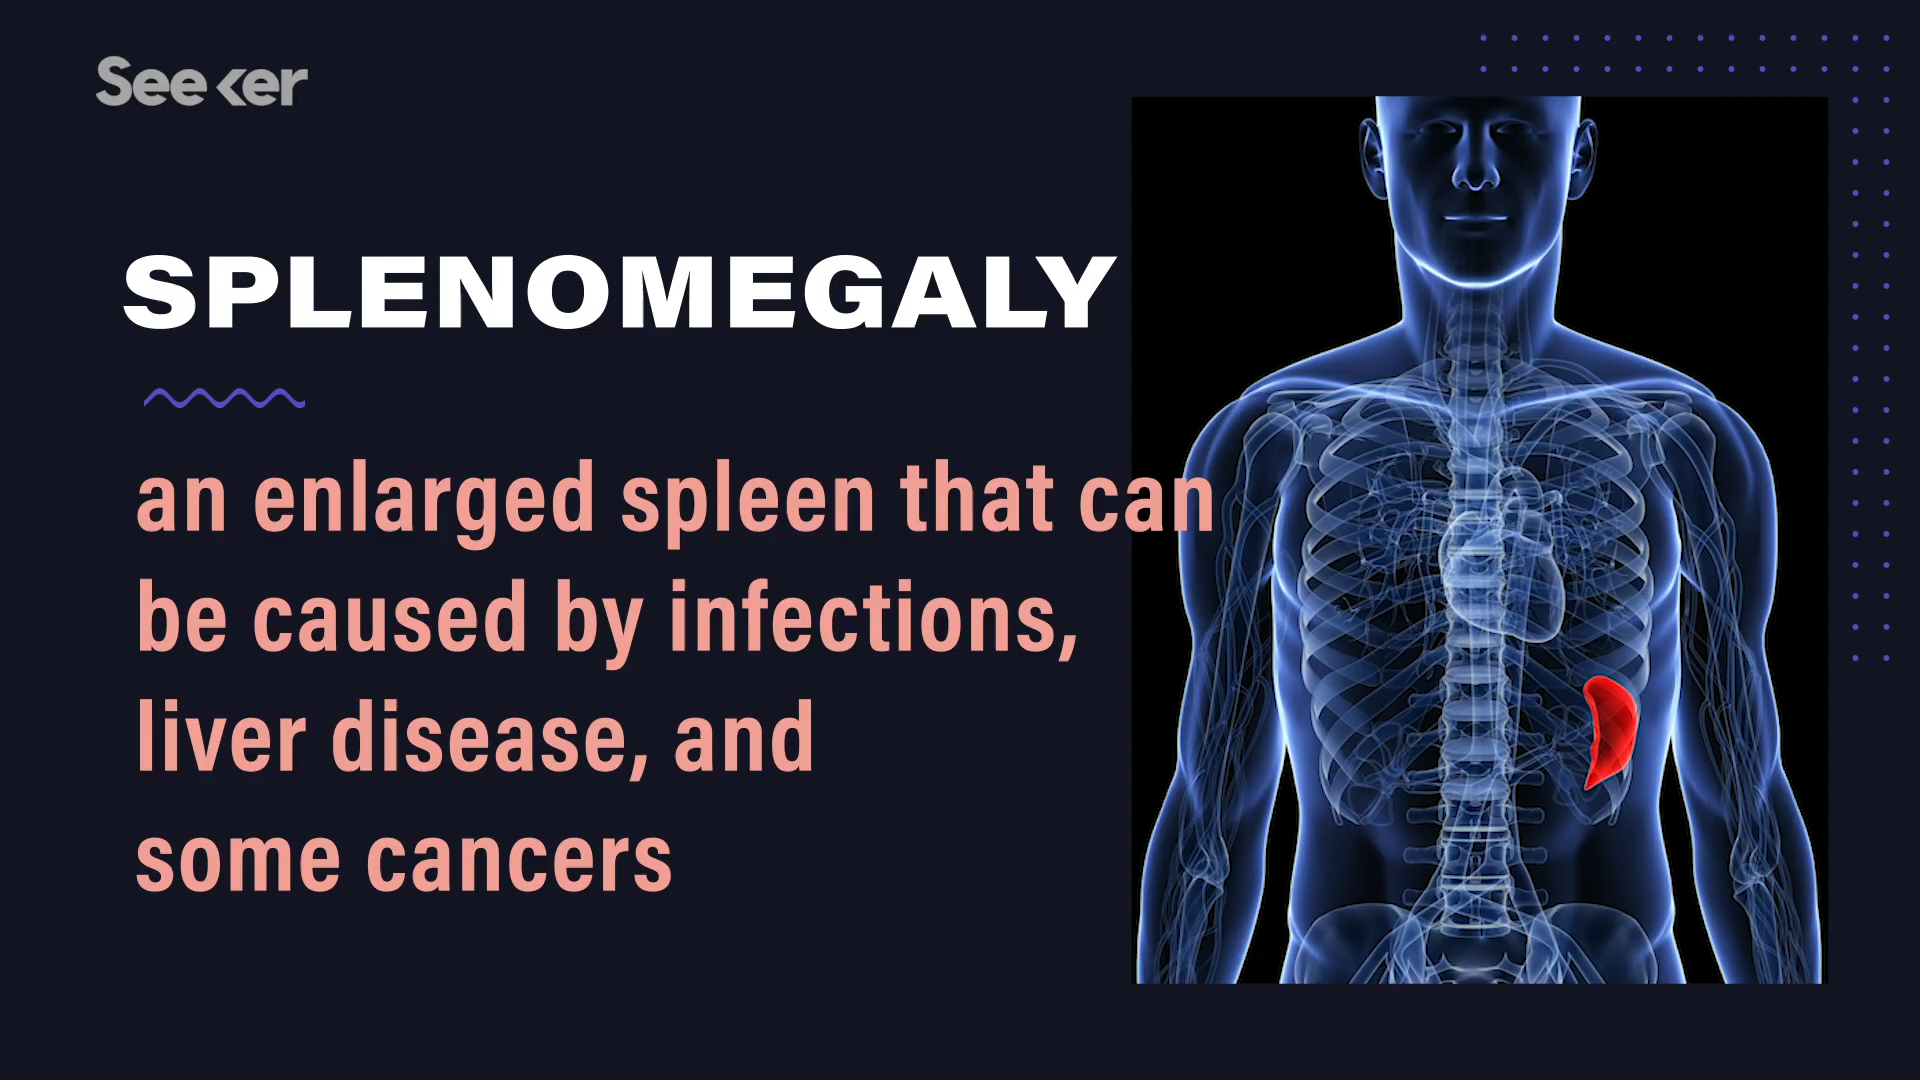 Seeker
SPLENOMEGALY
an enlarged spleen that can
be caused by infections,
liver disease, and
some cancers